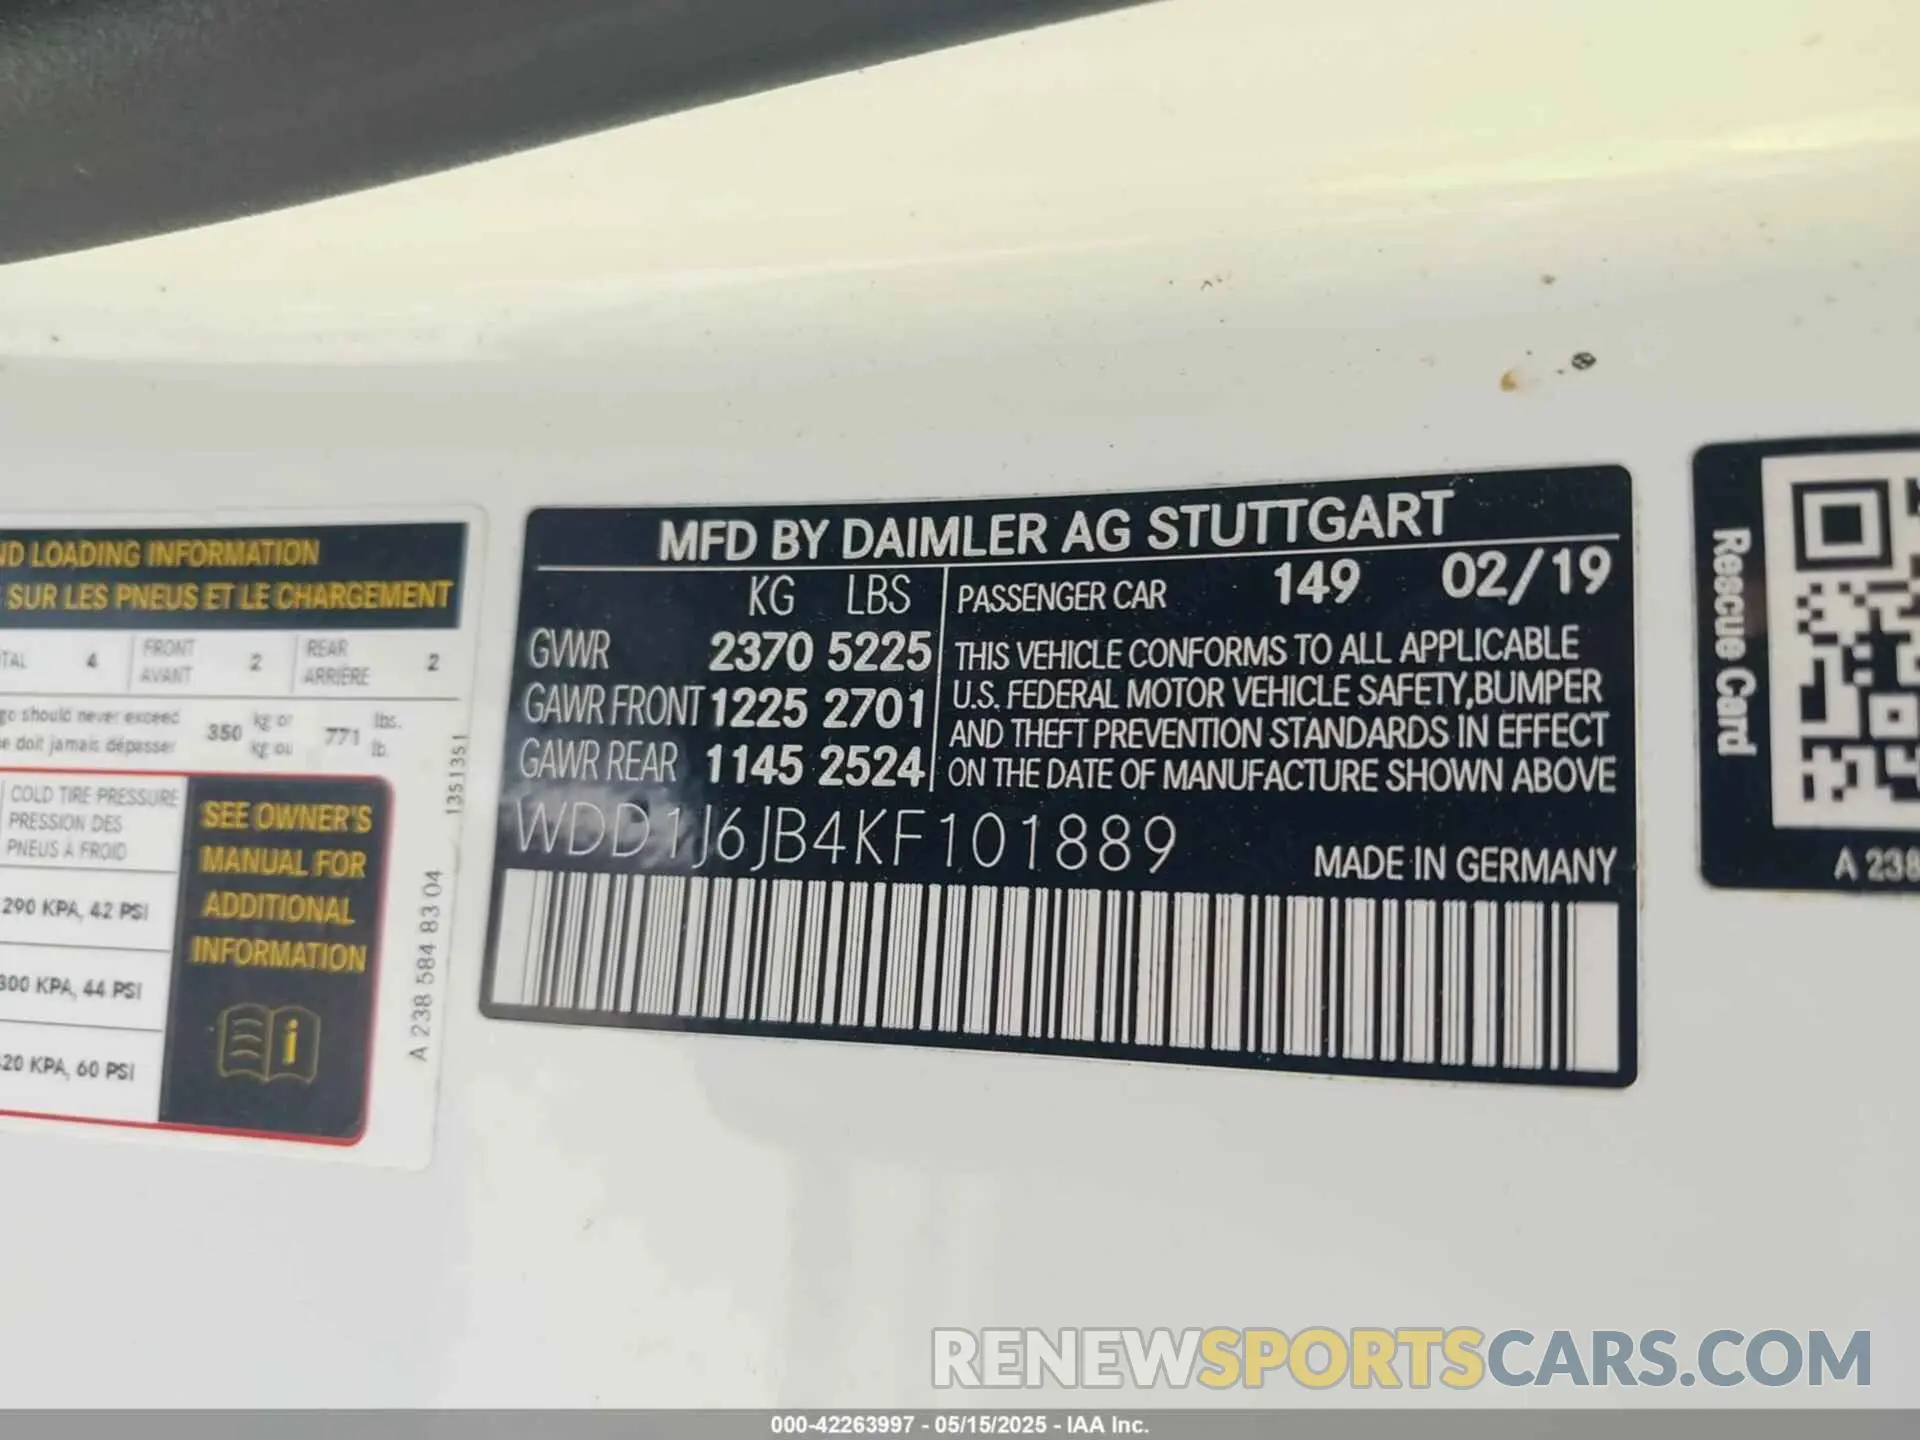 ND LOADING INFORMATION
SUR LES PNEUS ET LE CHARGEMENT
TAL 4 FRONT AVANT 2 REAR ARRIÈRE 2
go should never exceed
e doit jamais dépasser
350 kg or kg ou 771 lbs. lb.
COLD TIRE PRESSURE
PRESSION DES
PNEUS À FROID
290 KPA, 42 PSI
300 KPA, 44 PSI
20 KPA, 60 PSI
SEE OWNER'S
MANUAL FOR
ADDITIONAL
INFORMATION
1351351
A 238 584 83 04
MFD BY DAIMLER AG STUTTGART
KG LBS
GVWR 2370 5225
GAWR FRONT 1225 2701
GAWR REAR 1145 2524
PASSENGER CAR 149 02/19
THIS VEHICLE CONFORMS TO ALL APPLICABLE
U.S. FEDERAL MOTOR VEHICLE SAFETY,BUMPER
AND THEFT PREVENTION STANDARDS IN EFFECT
ON THE DATE OF MANUFACTURE SHOWN ABOVE
WDD1J6JB4KF101889
MADE IN GERMANY
Rescue Card
A 238
RENEWSPORTSCARS.COM
000-42263997 - 05/15/2025 - IAA Inc.